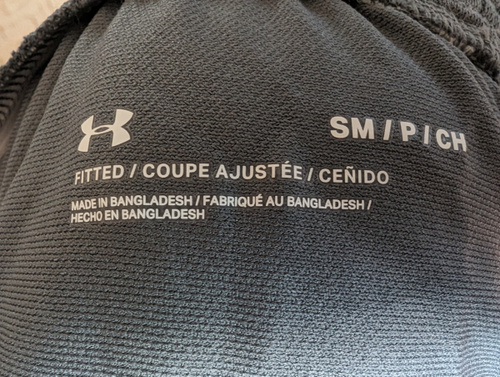 SM / P / CH
FITTED / COUPE AJUSTÉE / CEÑIDO
MADE IN BANGLADESH / FABRIQUÉ AU BANGLADESH /
HECHO EN BANGLADESH